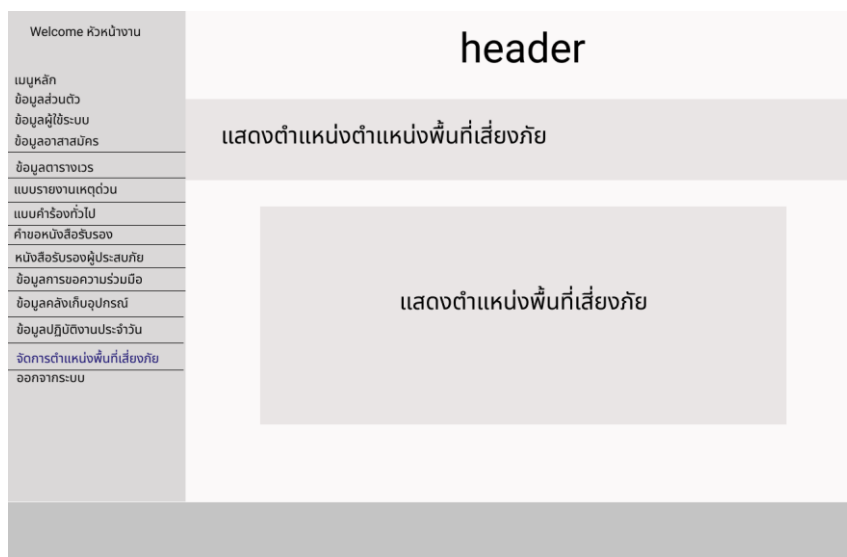 Welcome หัวหน้างาน
เมนูหลัก
ข้อมูลส่วนตัว
ข้อมูลผู้ใช้ระบบ
ข้อมูลอาสาสมัคร
ข้อมูลตารางเวร
แบบรายงานเหตุด่วน
แบบคำร้องทั่วไป
คำขอหนังสือรับรอง
หนังสือรับรองผู้ประสบภัย
ข้อมูลการขอความร่วมมือ
ข้อมูลคลังเก็บอุปกรณ์
ข้อมูลปฏิบัติงานประจำวัน
จัดการตำแหน่งพื้นที่เสี่ยงภัย
ออกจากระบบ
header
แสดงตำแหน่งตำแหน่งพื้นที่เสี่ยงภัย
แสดงตำแหน่งพื้นที่เสี่ยงภัย